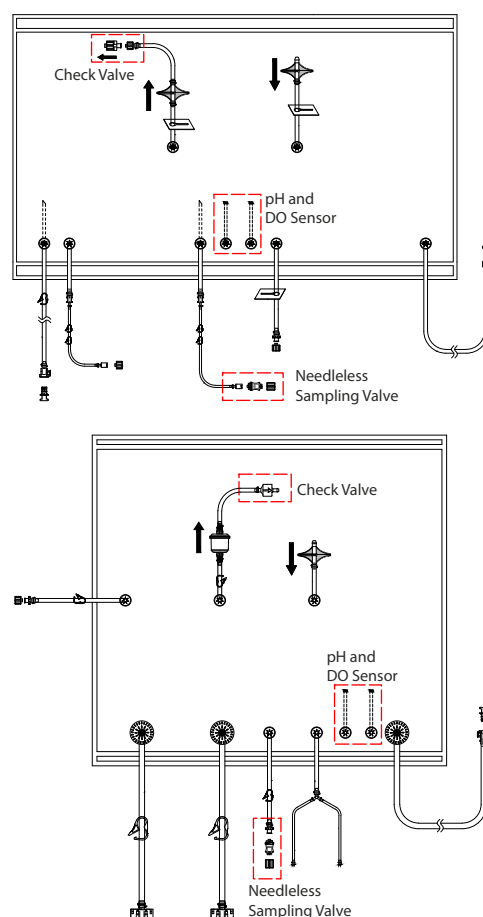 Check Valve
pH and
DO Sensor
Needleless
Sampling Valve
Check Valve
pH and
DO Sensor
Needleless
Sampling Valve